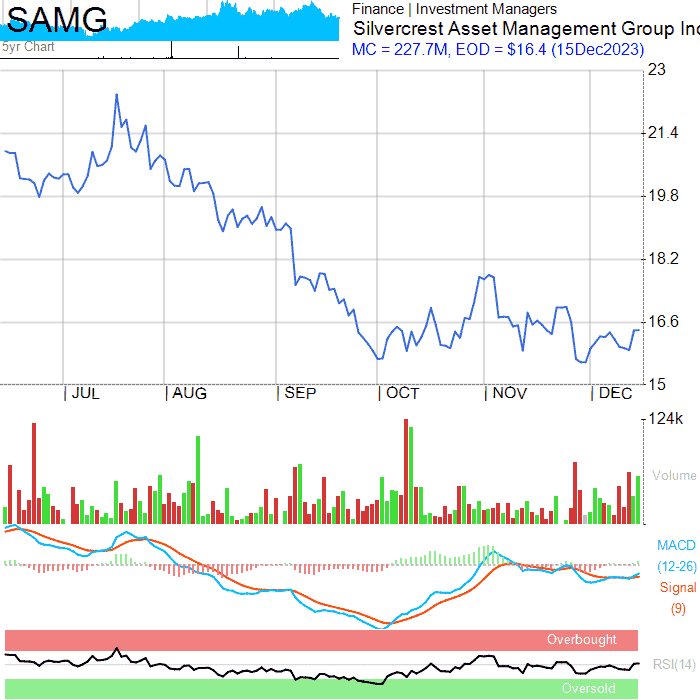 SAMG
5yr Chart
Finance | Investment Managers
Silvercrest Asset Management Group Inc
MC = 227.7M, EOD = $16.4 (15Dec2023)
23
21.4
19.8
18.2
16.6
15
JUL AUG SEP OCT NOV DEC
124k
Volume
MACD
(12-26)
Signal
(9)
Overbought
RSI(14)
Oversold